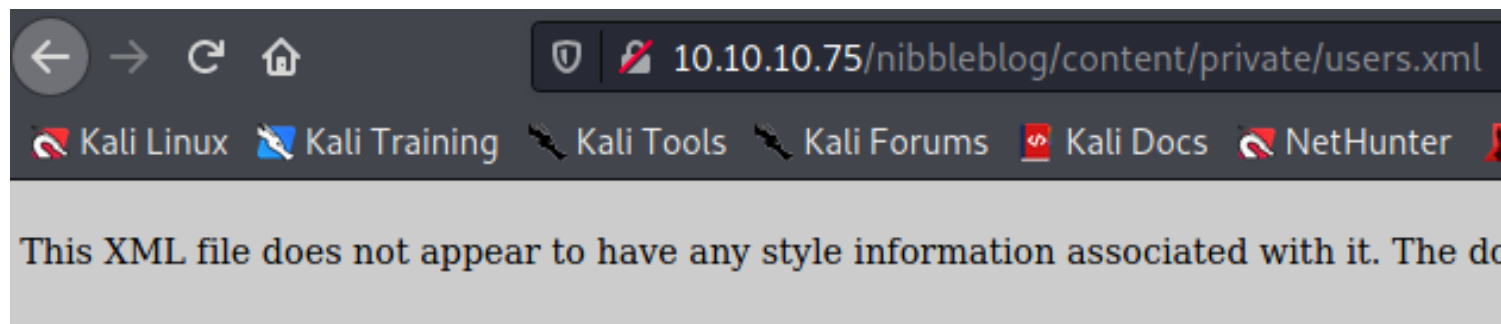 10.10.10.75/nibbleblog/content/private/users.xml
Kali Linux Kali Training Kali Tools Kali Forums Kali Docs NetHunter
This XML file does not appear to have any style information associated with it. The do